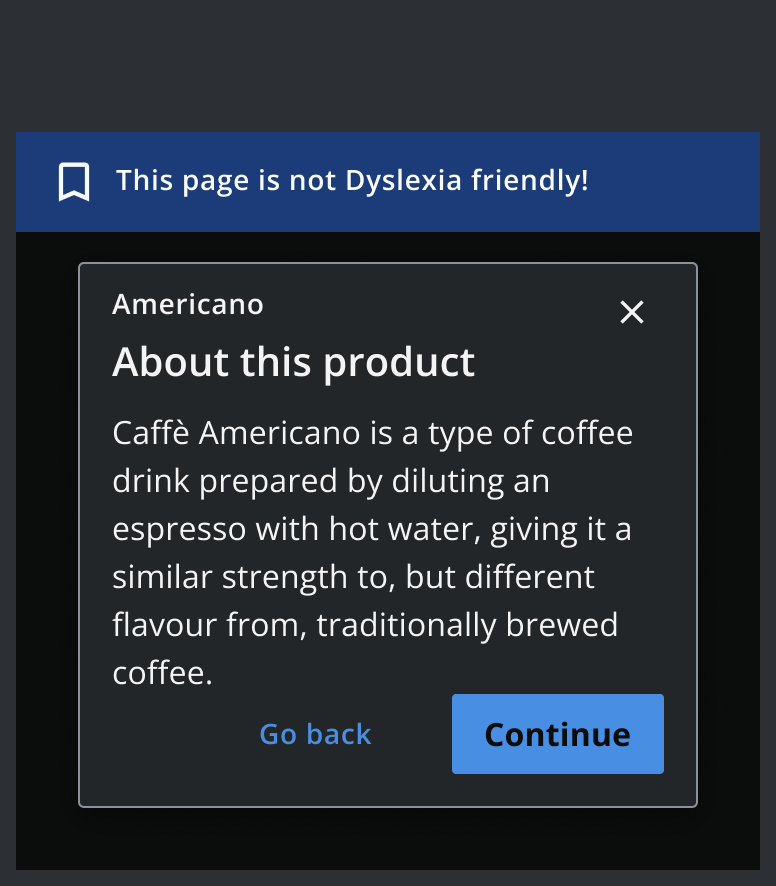 This page is not Dyslexia friendly!
Americano
About this product
Caffè Americano is a type of coffee
drink prepared by diluting an
espresso with hot water, giving it a
similar strength to, but different
flavour from, traditionally brewed
coffee.
Go back
Continue